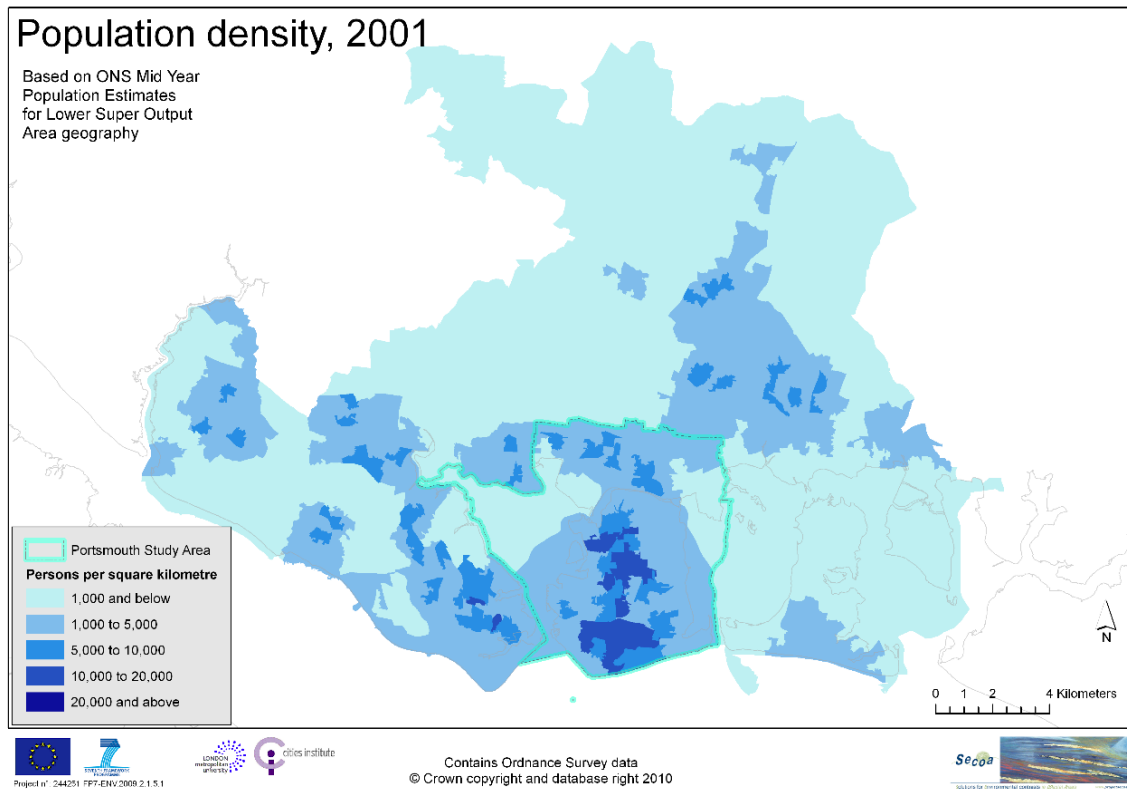 Population density, 2001
Based on ONS Mid Year
Population Estimates
for Lower Super Output
Area geography
Portsmouth Study Area
Persons per square kilometre
1,000 and below
1,000 to 5,000
5,000 to 10,000
10,000 to 20,000
20,000 and above
N
0 1 2 4 Kilometers
LONDON
metropolitan
university
cities institute
Contains Ordnance Survey data
© Crown copyright and database right 2010
Secoa
Project n°. 244251 FP7-ENV.2009.2.1.5.1